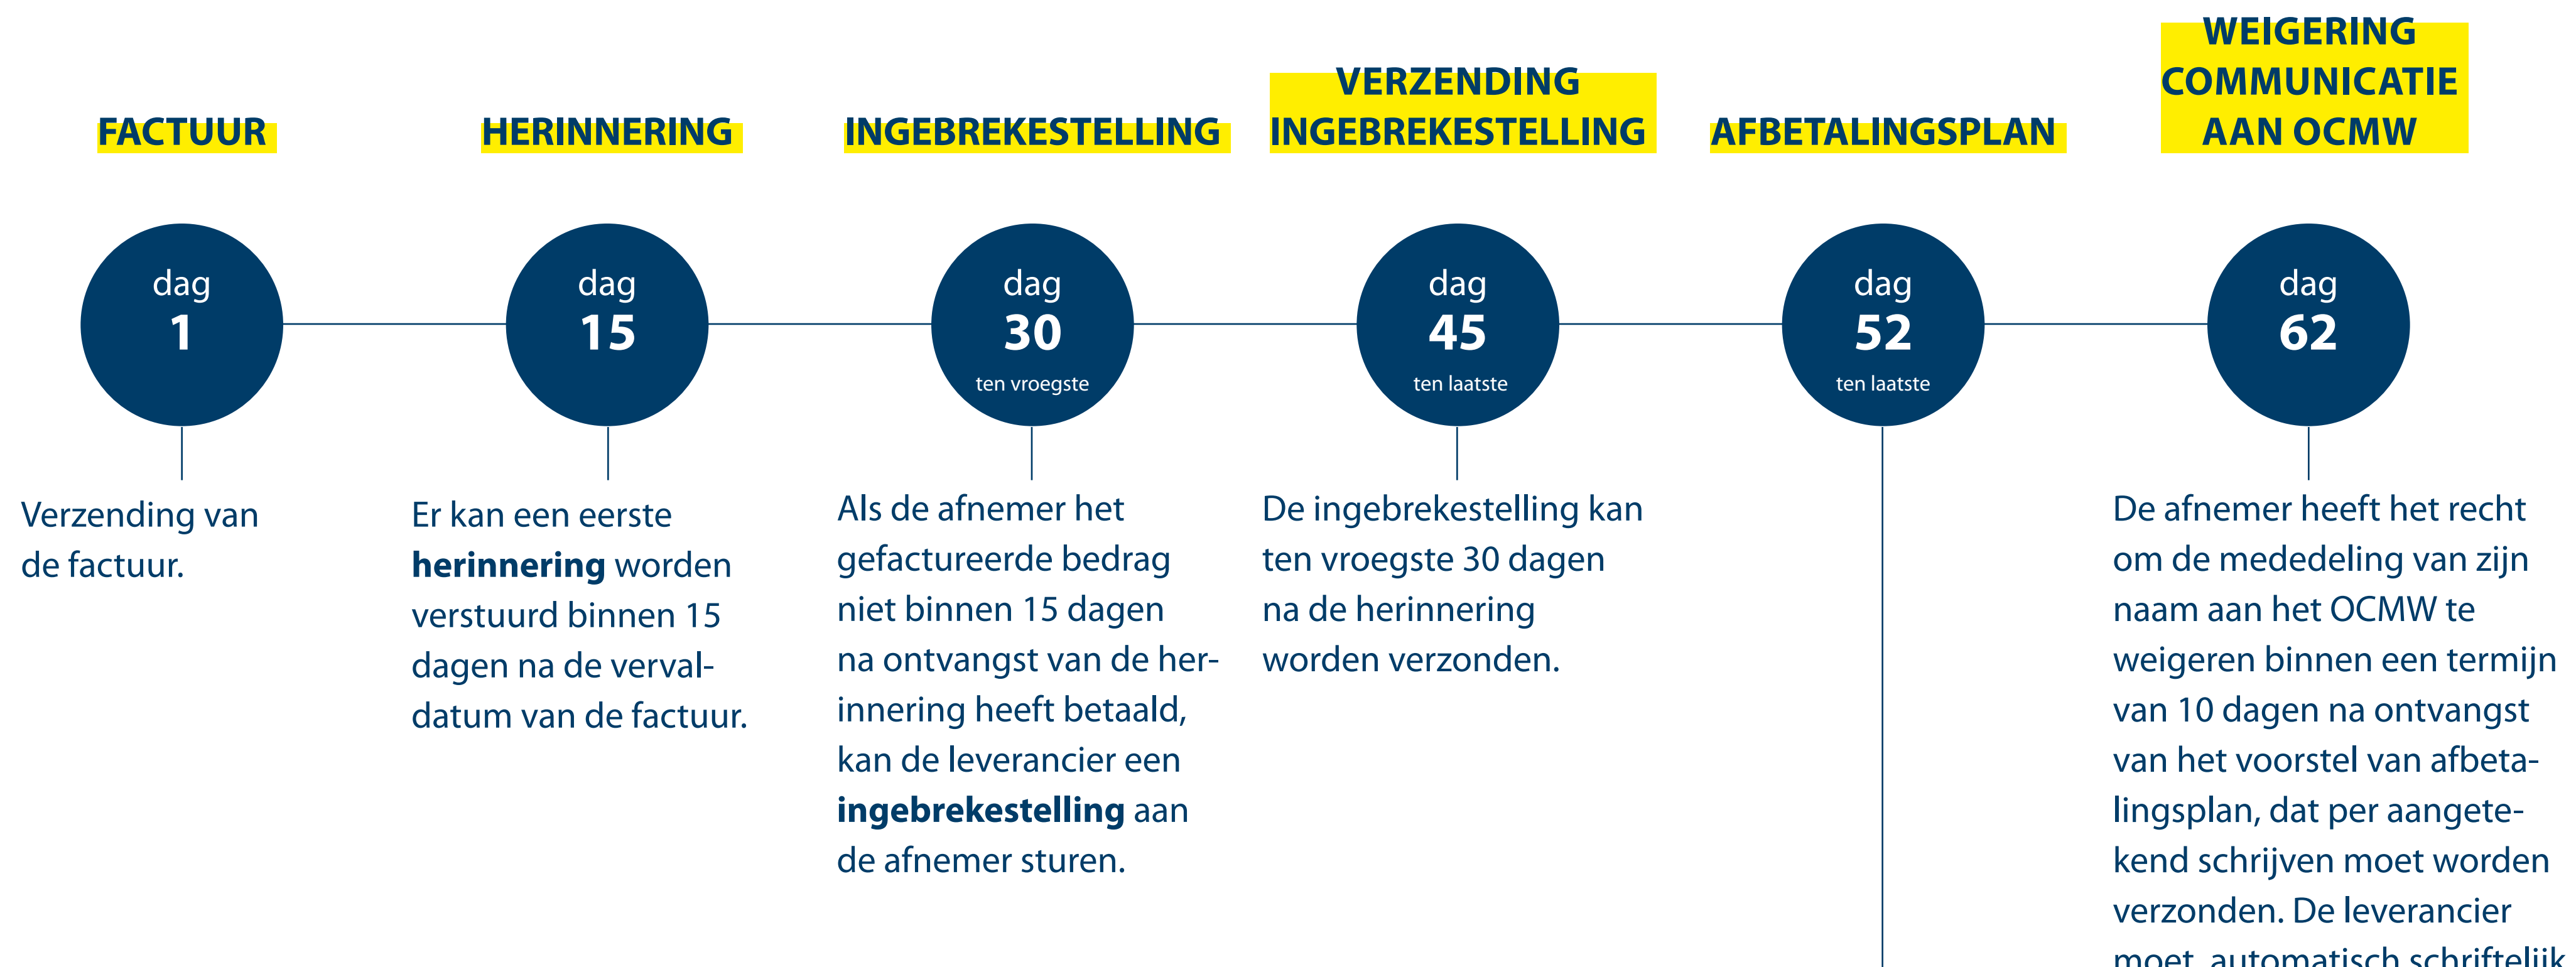 FACTUUR
dag
1
Verzending van
de factuur.
HERINNERING
dag
15
Er kan een eerste
herinnering worden
verstuurd binnen 15
dagen na de verval-
datum van de factuur.
INGEBREKESTELLING
dag
30
ten vroegste
Als de afnemer het
gefactureerde bedrag
niet binnen 15 dagen
na ontvangst van de her-
innering heeft betaald,
kan de leverancier een
ingebrekestelling aan
de afnemer sturen.
VERZENDING
INGEBREKESTELLING
dag
45
ten laatste
De ingebrekestelling kan
ten vroegste 30 dagen
na de herinnering
worden verzonden.
AFBETALINGSPLAN
dag
52
ten laatste
WEIGERING
COMMUNICATIE
AAN OCMW
dag
62
De afnemer heeft het recht
om de mededeling van zijn
naam aan het OCMW te
weigeren binnen een termijn
van 10 dagen na ontvangst
van het voorstel van afbeta-
lingsplan, dat per aangete-
kend schrijven moet worden
verzonden. De leverancier
moet, automatisch schriftelijk